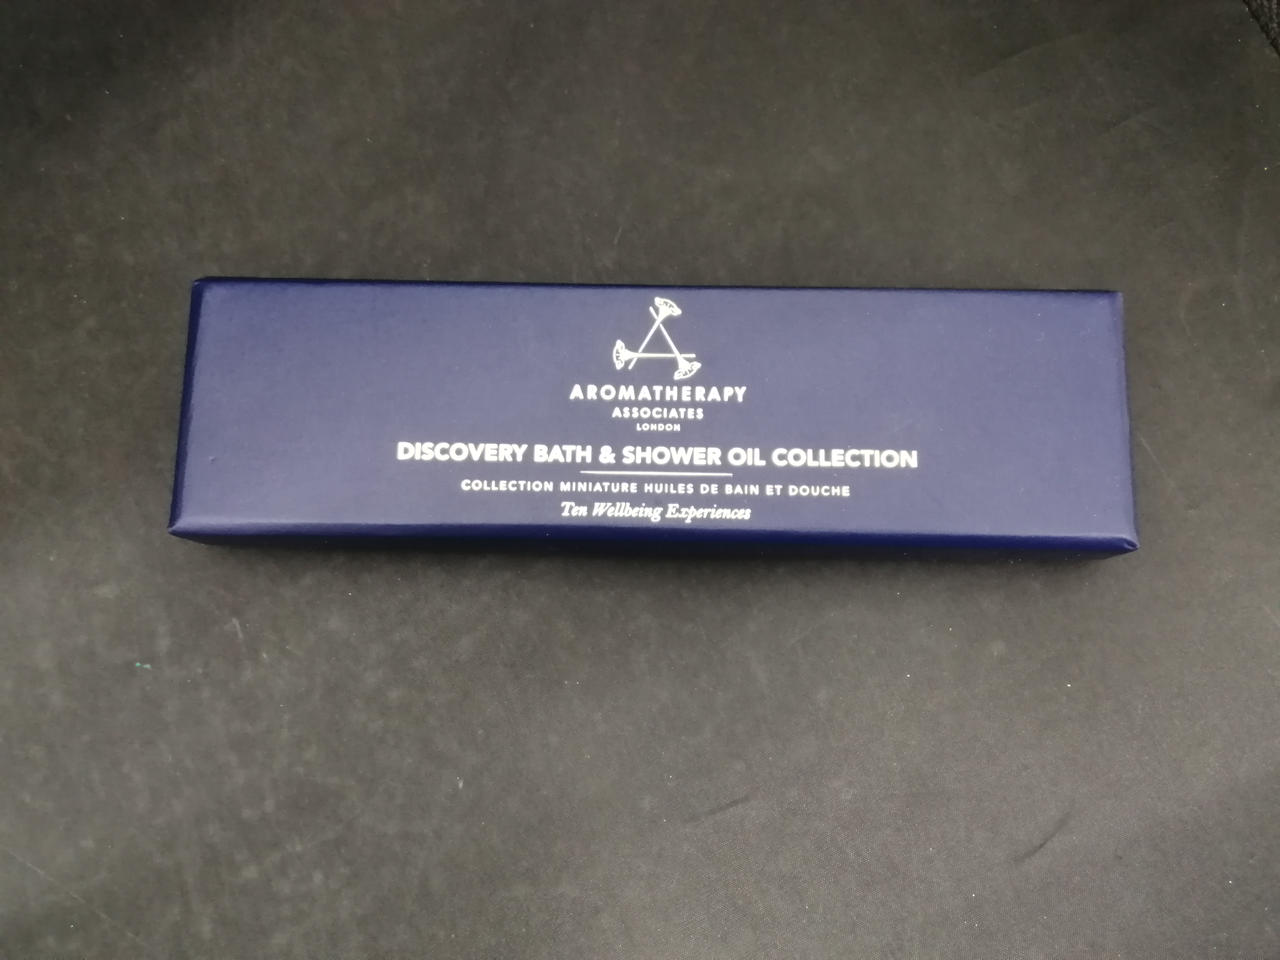 AROMATHERAPY
ASSOCIATES
LONDON
DISCOVERY BATH & SHOWER OIL COLLECTION
COLLECTION MINIATURE HUILES DE BAIN ET DOUCHE
Ten Wellbeing Experiences